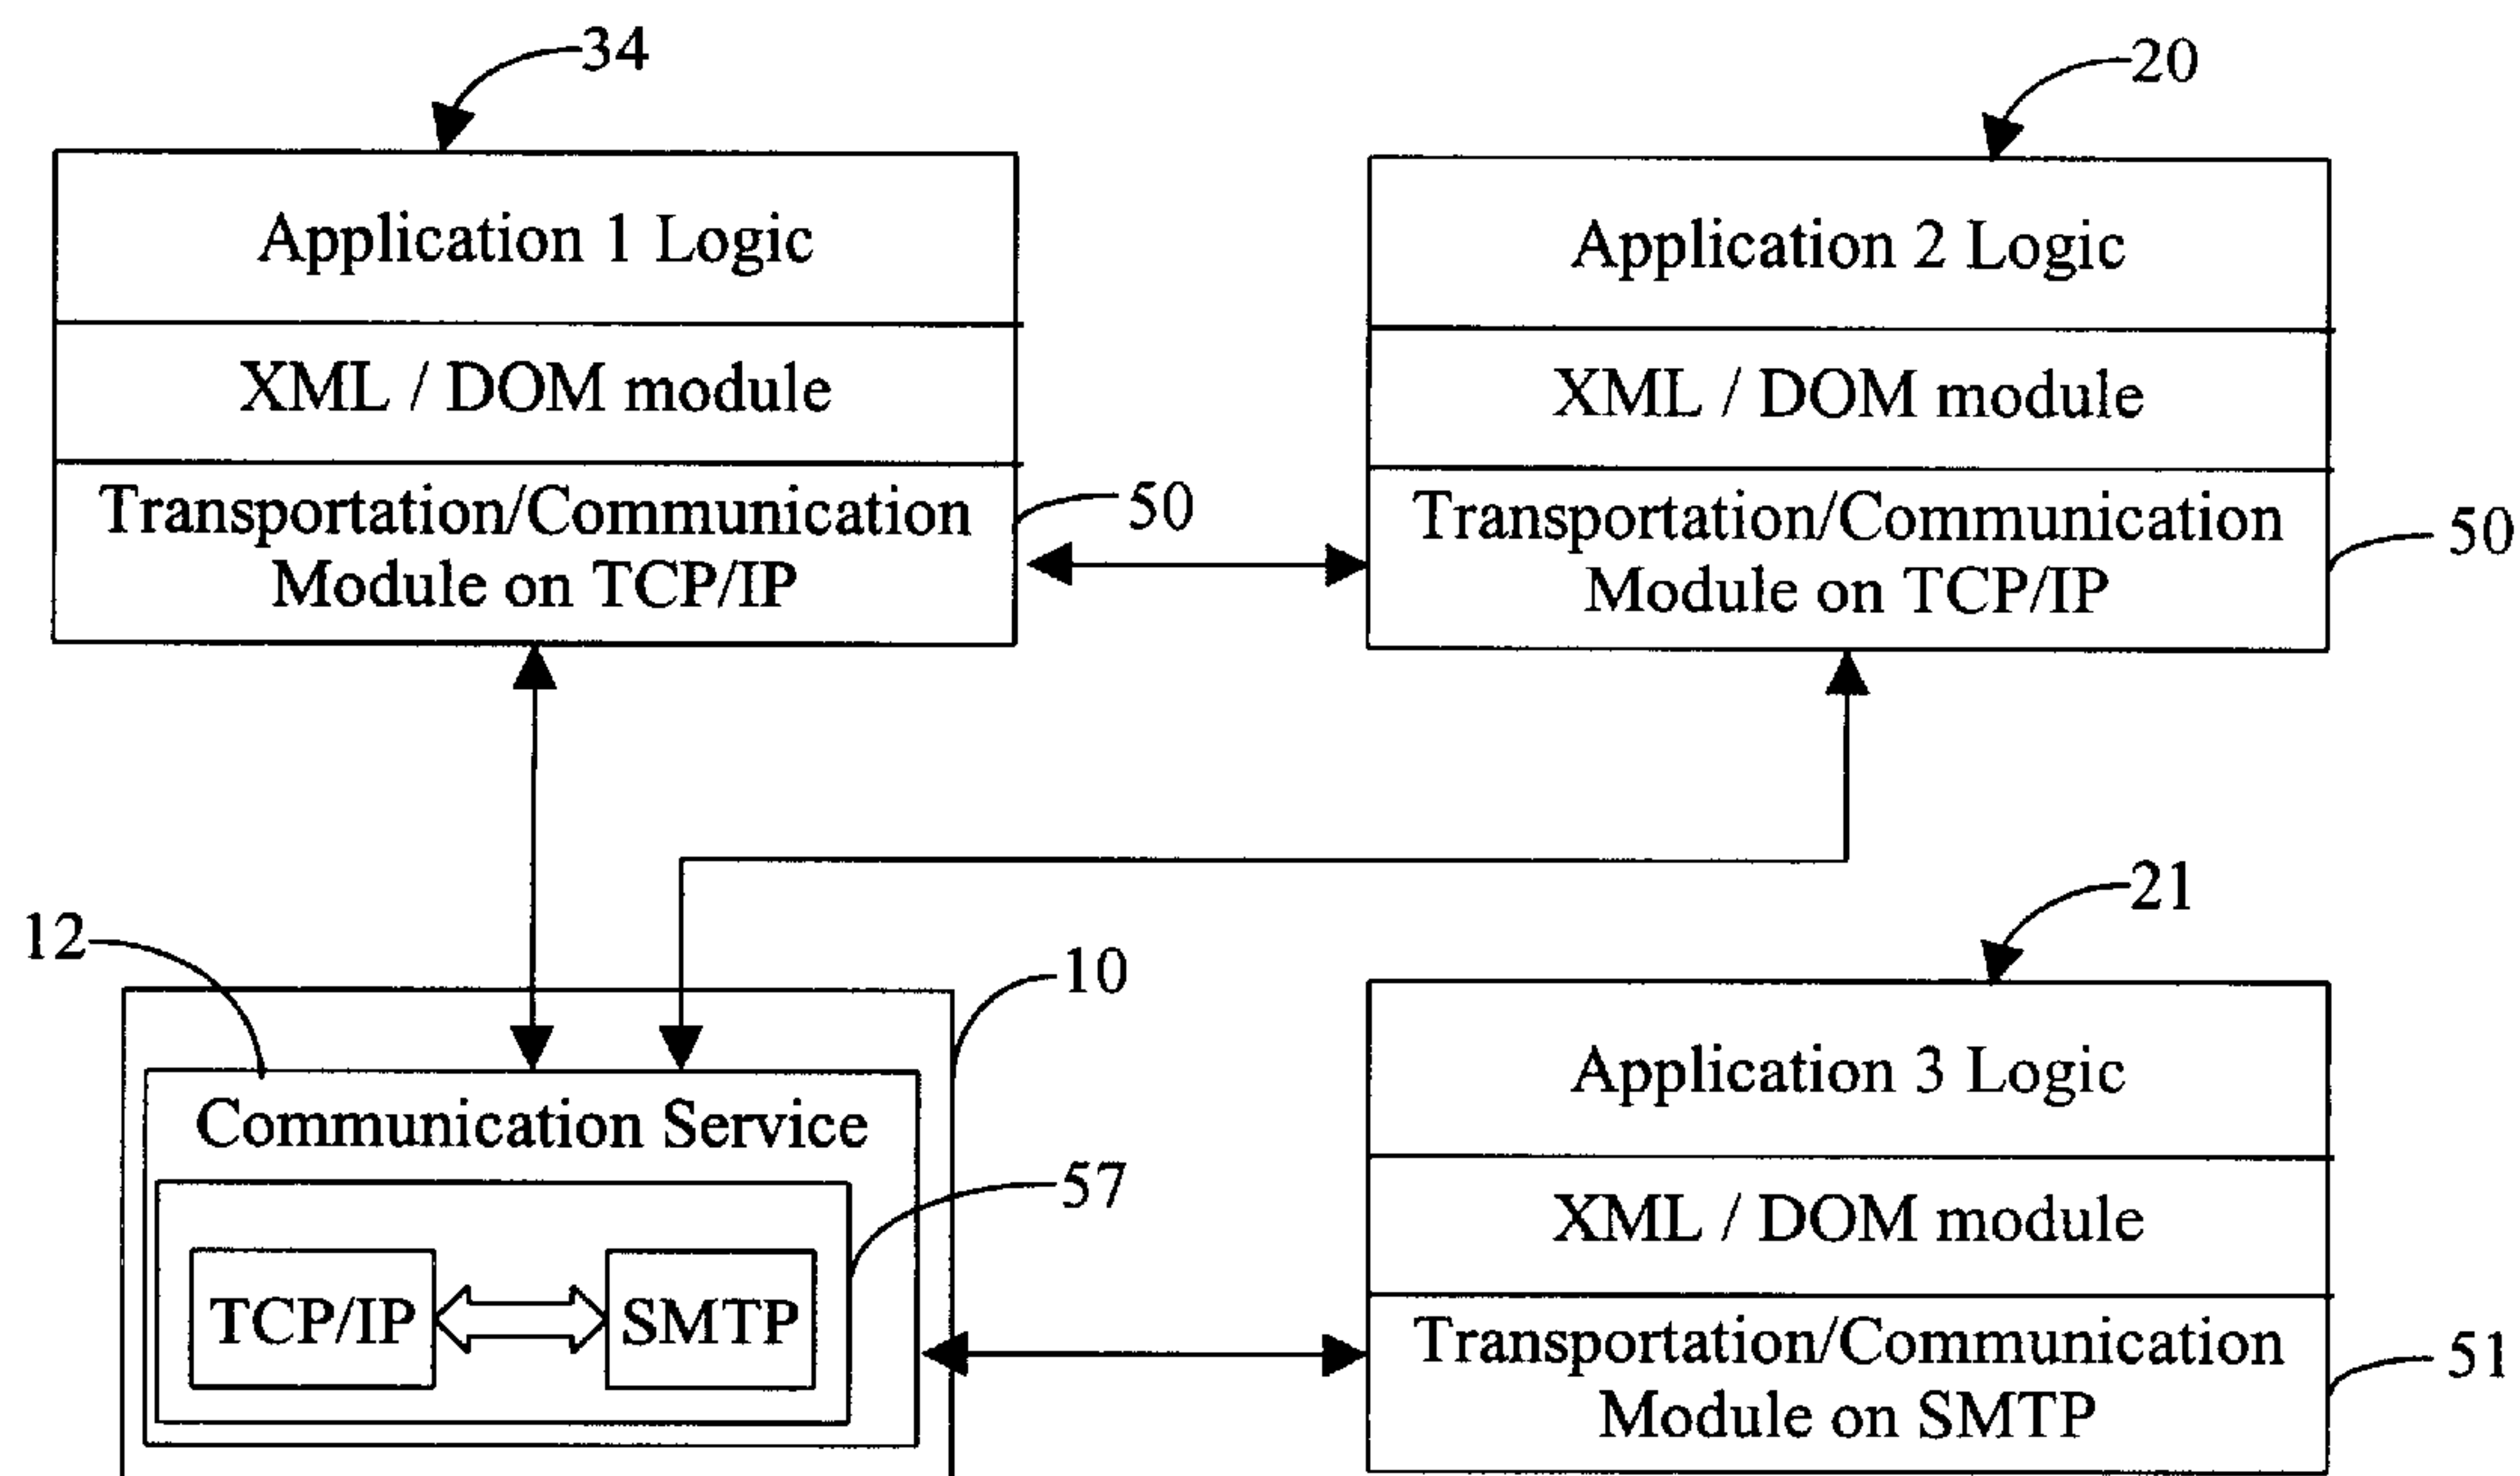 34
20
Application 1 Logic
XML / DOM module
Transportation/Communication
Module on TCP/IP
50
Application 2 Logic
XML / DOM module
Transportation/Communication
Module on TCP/IP
50
12
10
21
Communication Service
57
TCP/IP
SMTP
Application 3 Logic
XML / DOM module
Transportation/Communication
Module on SMTP
51